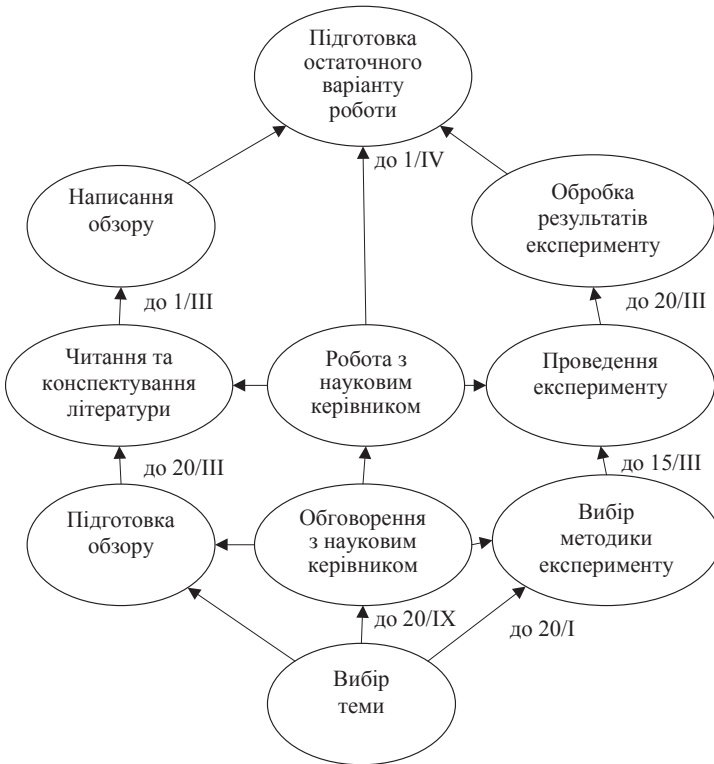 Підготовка
остаточного
варіанту
роботи
до 1/IV
Написання
обзору
Обробка
результатів
експерименту
до 1/III
до 20/III
Читання та
конспектування
літератури
Робота з
науковим
керівником
Проведення
експерименту
до 20/III
до 15/III
Підготовка
обзору
Обговорення
з науковим
керівником
Вибір
методики
експерименту
до 20/IX
до 20/I
Вибір
теми